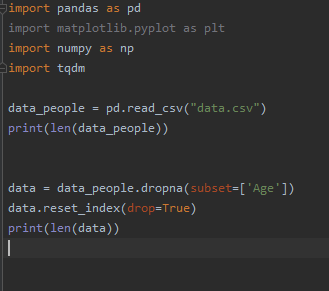 import pandas as pd
import matplotlib.pyplot as plt
import numpy as np
import tqdm
data_people = pd.read_csv("data.csv")
print(len(data_people))
data = data_people.dropna(subset=['Age'])
data.reset_index(drop=True)
print(len(data))